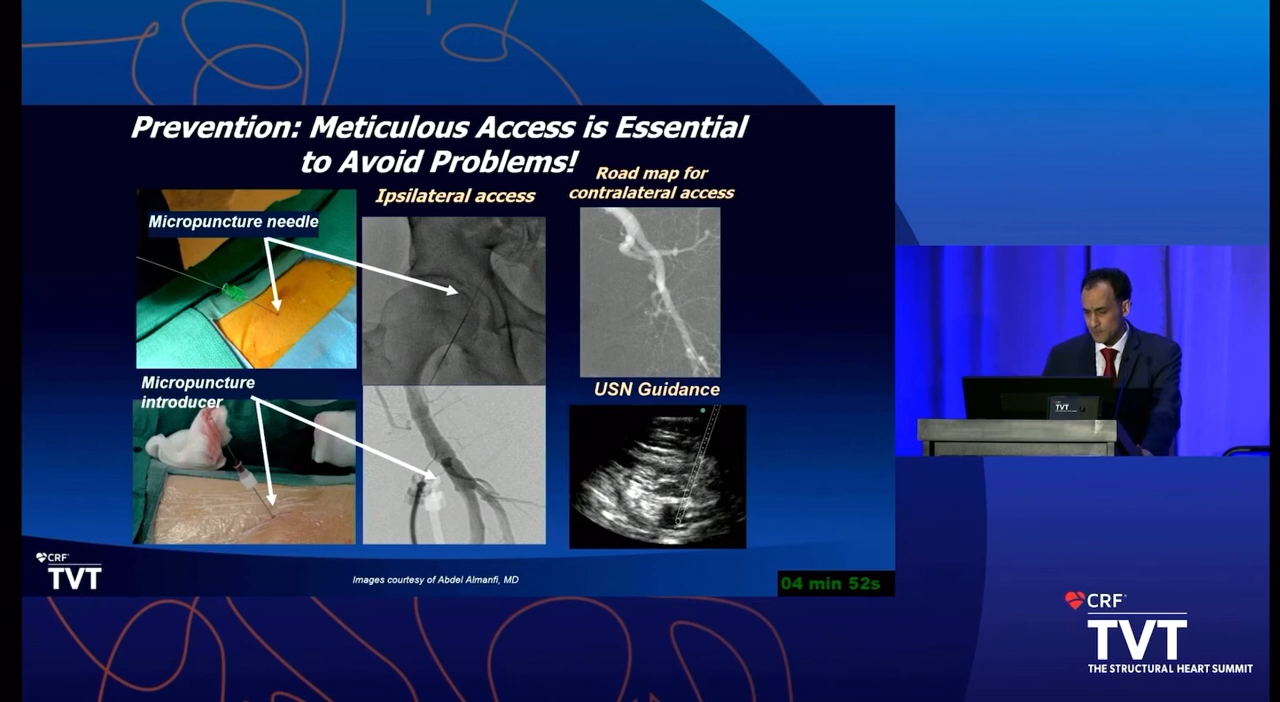 Prevention: Meticulous Access is Essential
to Avoid Problems!
Micropuncture needle
Ipsilateral access
Road map for
contralateral access
Micropuncture
introducer
USN Guidance
CRF
TVT
Images courtesy of Abdel Almanfi, MD
04 min 52s
TVT
CRF
TVT
THE STRUCTURAL HEART SUMMIT